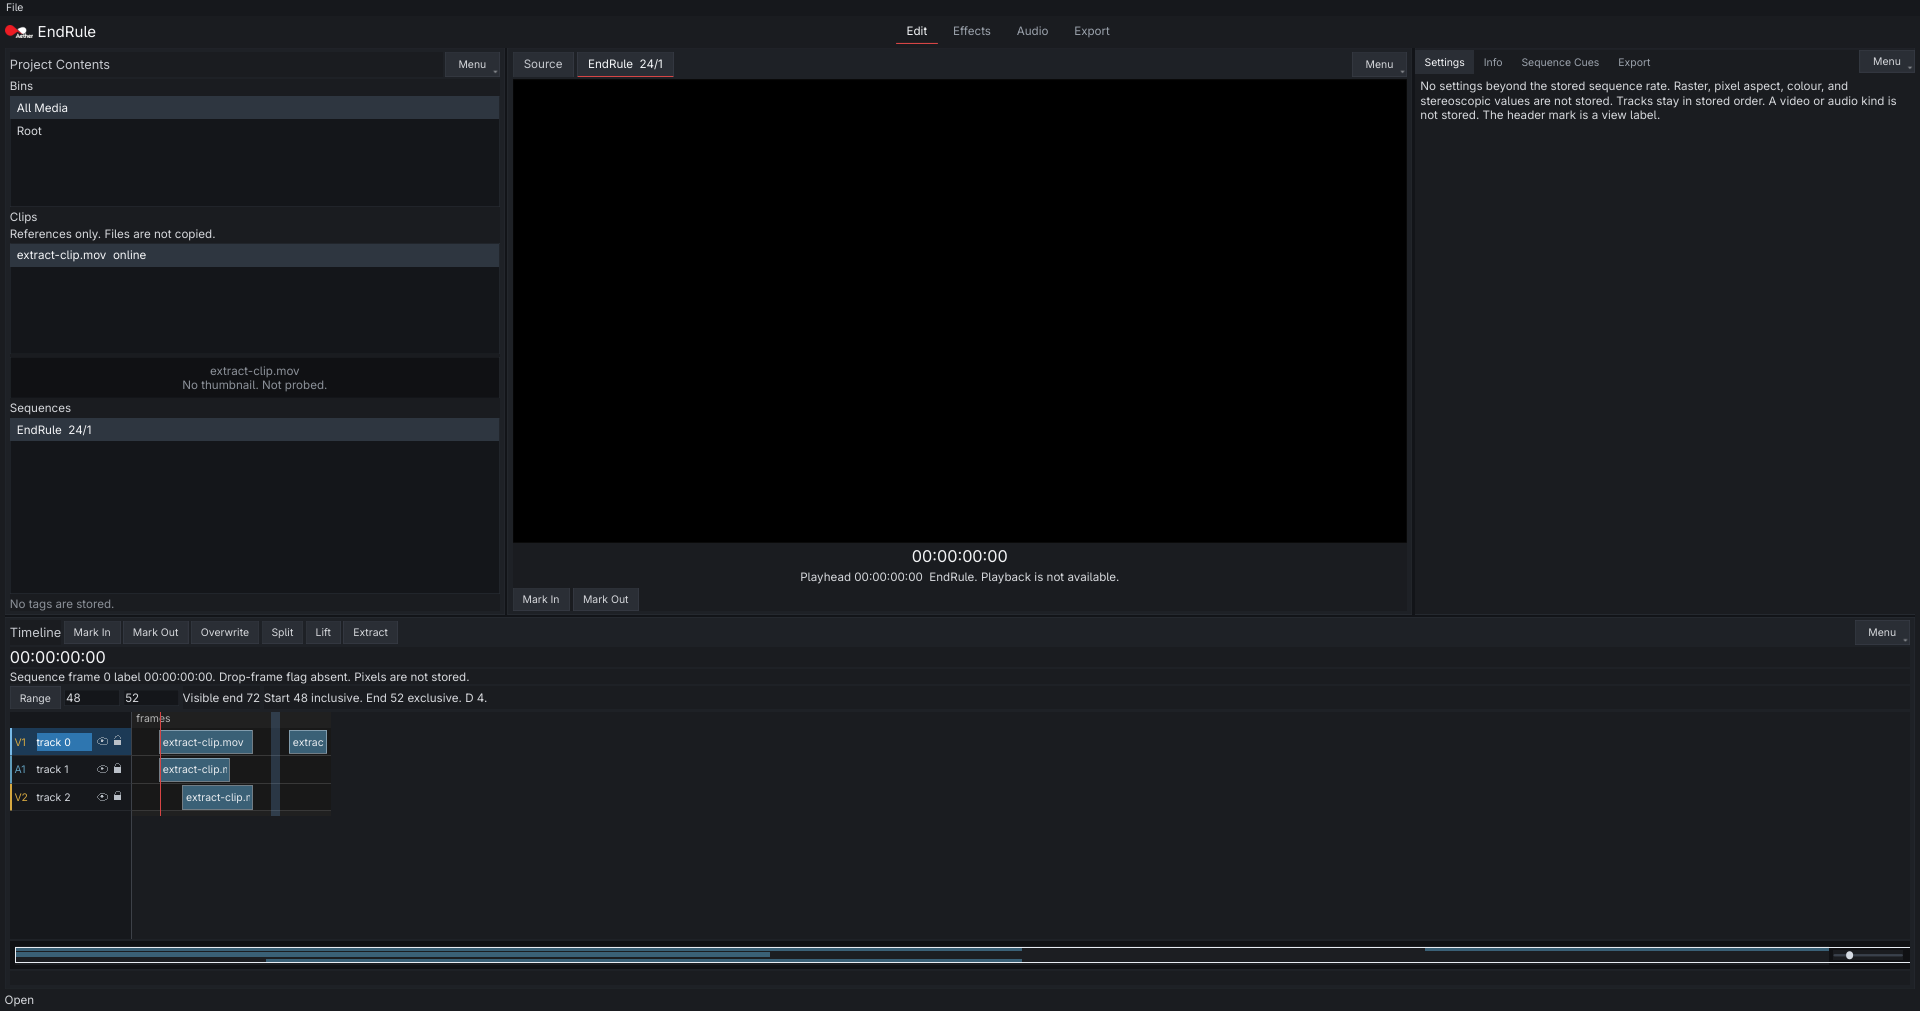 File
Aether EndRule
Edit Effects Audio Export
Project Contents Menu
Bins
All Media
Root
Clips
References only. Files are not copied.
extract-clip.mov online
extract-clip.mov
No thumbnail. Not probed.
Sequences
EndRule 24/1
No tags are stored.
Source EndRule 24/1 Menu
00:00:00:00
Playhead 00:00:00:00 EndRule. Playback is not available.
Mark In Mark Out
Settings Info Sequence Cues Export Menu
No settings beyond the stored sequence rate. Raster, pixel aspect, colour, and
stereoscopic values are not stored. Tracks stay in stored order. A video or audio kind is
not stored. The header mark is a view label.
Timeline Mark In Mark Out Overwrite Split Lift Extract Menu
00:00:00:00
Sequence frame 0 label 00:00:00:00. Drop-frame flag absent. Pixels are not stored.
Range 48 52 Visible end 72 Start 48 inclusive. End 52 exclusive. D 4.
frames
V1 track 0 extract-clip.mov extrac
A1 track 1 extract-clip.m
V2 track 2 extract-clip.m
Open